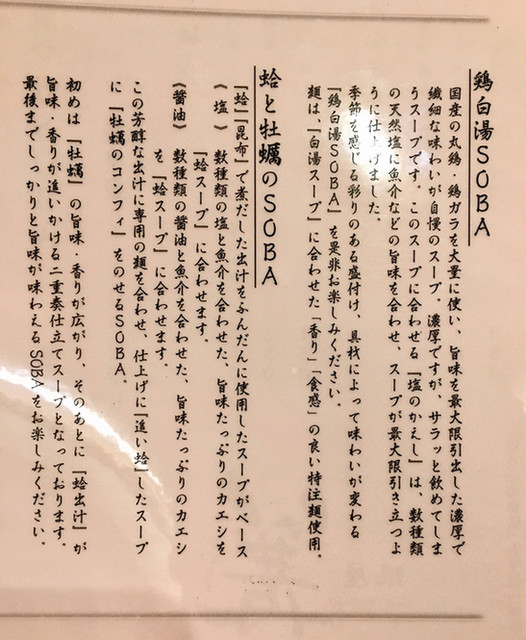 鶏白湯SOBA
国産の丸鶏・鶏ガラを大量に使い、旨味を最大限引出した濃厚で
繊細な味わいが自慢のスープ。濃厚ですが、サラッと飲めてしま
うスープです。このスープに合わせる『塩のかえし』は、数種類
の天然塩に魚介などの旨味を合わせ、スープが最大限引き立つよ
うに仕上げました。
季節を感じる彩りのある盛付け、具材によって味わいが変わる
『鶏白湯SOBA』を是非お楽しみください。
麺は、『白湯スープ』に合わせた「香り」「食感」の良い特注麺使用。
蛤と牡蠣のSOBA
「蛤」「昆布」で煮だした出汁をふんだんに使用したスープがベース
《塩》 数種類の塩と魚介を合わせた、旨味たっぷりのカエシを
『蛤スープ』に合わせます。
《醤油》 数種類の醤油と魚介を合わせた、旨味たっぷりのカエシ
を『蛤スープ』に合わせます。
この芳醇な出汁に専用の麺を合わせ、仕上げに『追い蛤』したスープ
に『牡蠣のコンフィ』をのせるSOBA。
初めは『牡蠣』の旨味・香りが広がり、そのあとに『蛤出汁』が
旨味・香りが追いかける二重奏仕立てスープとなっております。
最後までしっかりと旨味が味わえるSOBAをお楽しみください。